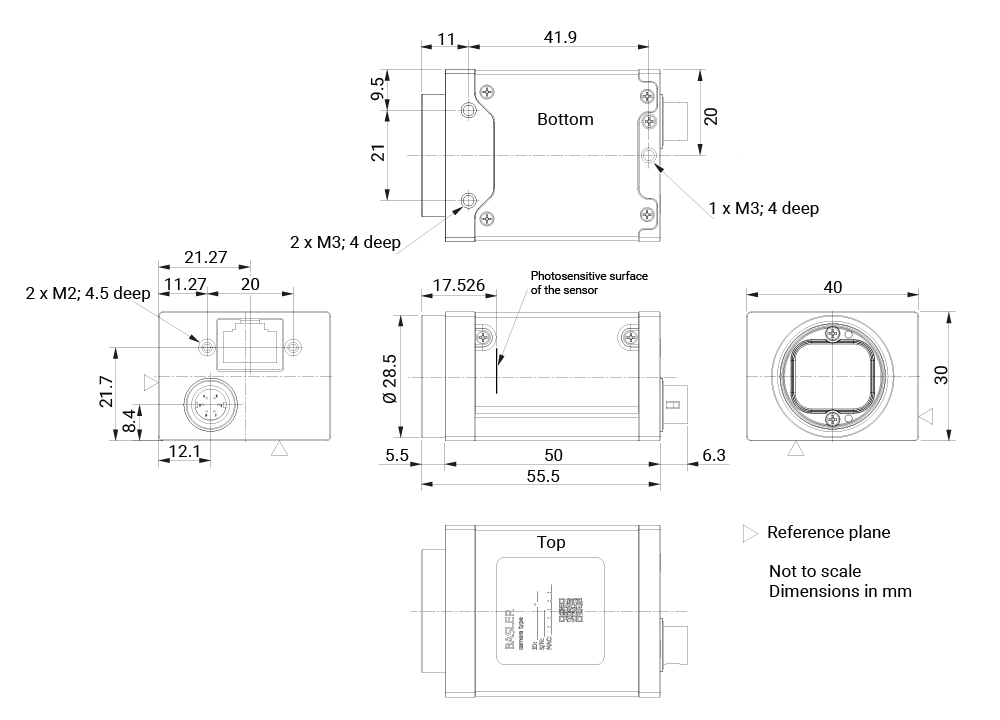 11
41.9
9.5
Bottom
20
21
1 x M3; 4 deep
2 x M3; 4 deep
21.27
11.27
20
2 x M2; 4.5 deep
21.7
8.4
12.1
17.526
Photosensitive surface
of the sensor
Ø 28.5
5.5
50
6.3
55.5
40
30
Top
BASLER
camera type
ID:
S/N:
MAC:
Reference plane
Not to scale
Dimensions in mm